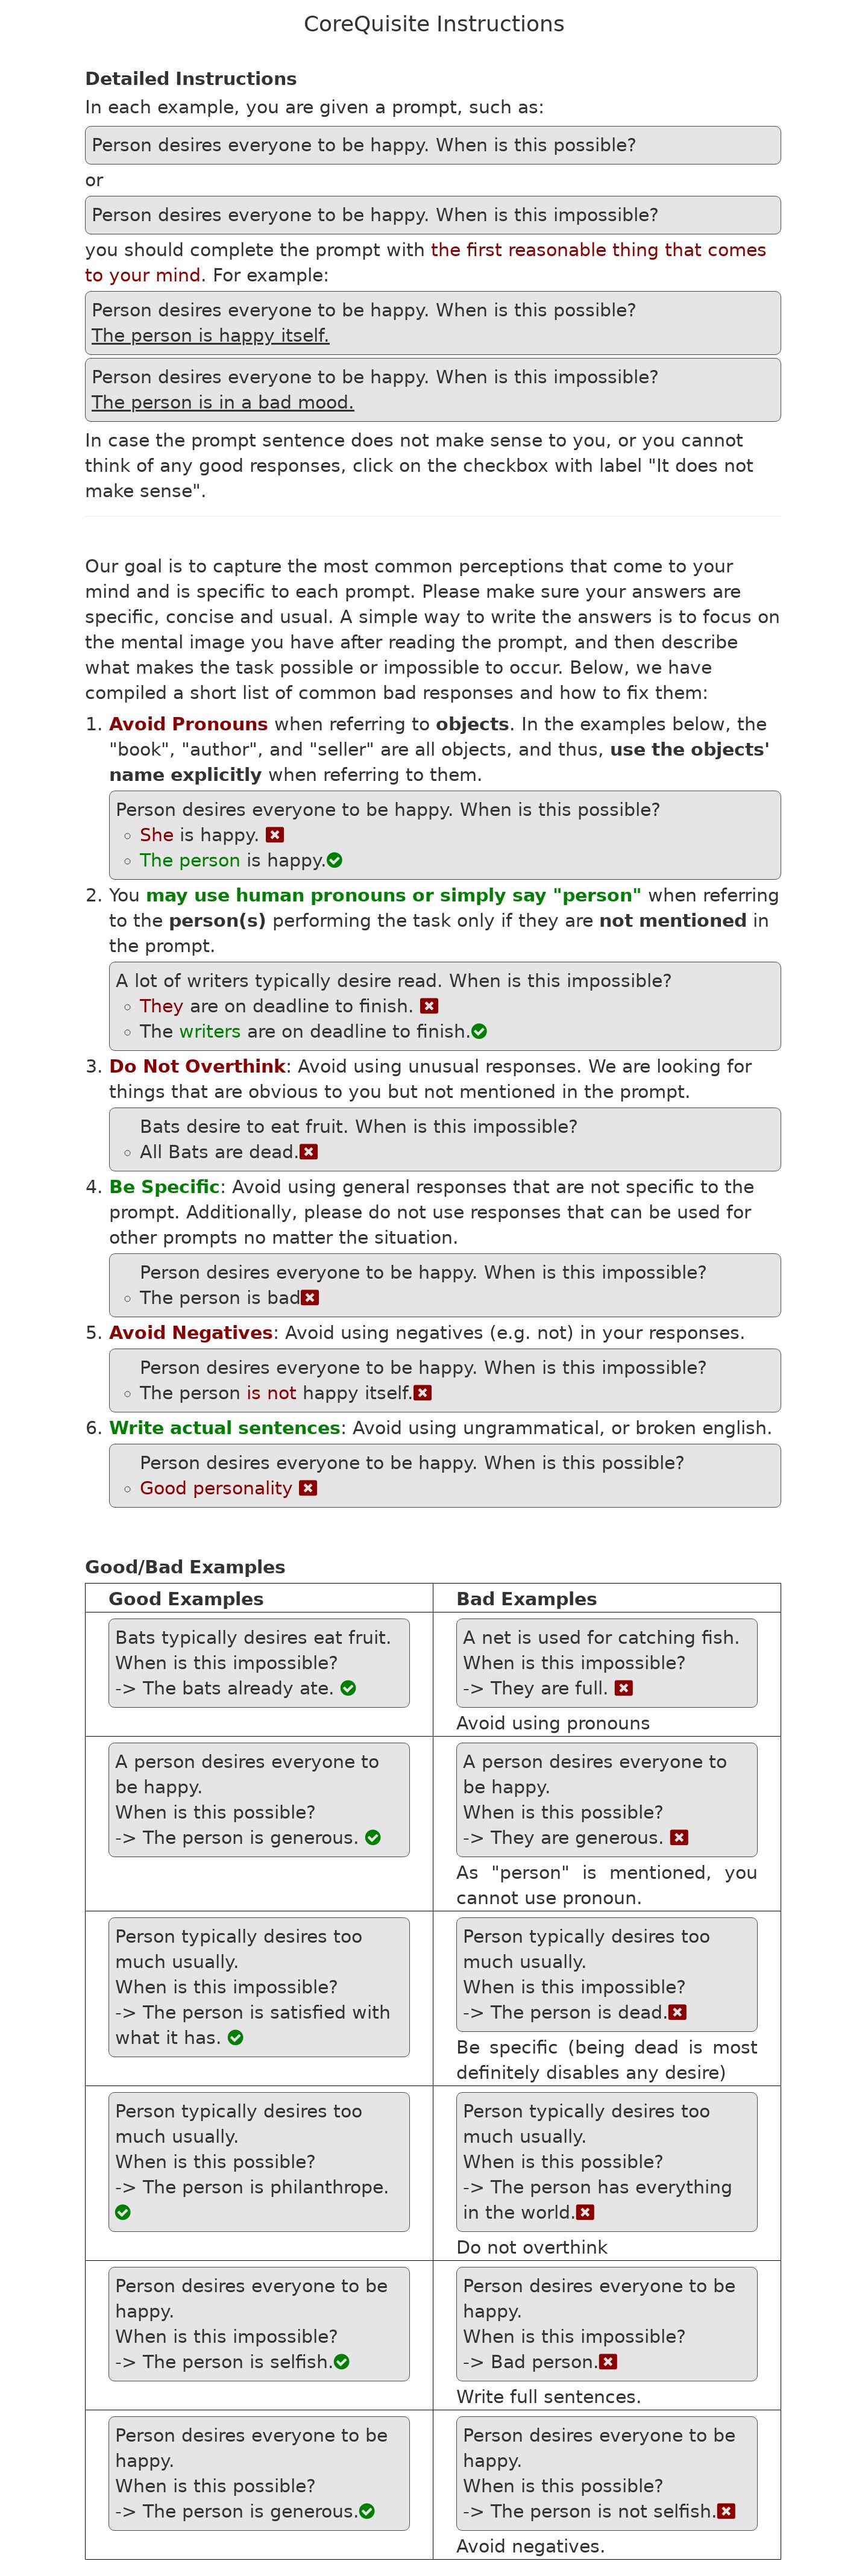 CoreQuisite Instructions
Detailed Instructions
In each example, you are given a prompt, such as:
Person desires everyone to be happy. When is this possible?
or
Person desires everyone to be happy. When is this impossible?
you should complete the prompt with the first reasonable thing that comes
to your mind. For example:
Person desires everyone to be happy. When is this possible?
The person is happy itself.
Person desires everyone to be happy. When is this impossible?
The person is in a bad mood.
In case the prompt sentence does not make sense to you, or you cannot
think of any good responses, click on the checkbox with label "It does not
make sense".
Our goal is to capture the most common perceptions that come to your
mind and is specific to each prompt. Please make sure your answers are
specific, concise and usual. A simple way to write the answers is to focus on
the mental image you have after reading the prompt, and then describe
what makes the task possible or impossible to occur. Below, we have
compiled a short list of common bad responses and how to fix them:
1. Avoid Pronouns when referring to objects. In the examples below, the
"book", "author", and "seller" are all objects, and thus, use the objects'
name explicitly when referring to them.
Person desires everyone to be happy. When is this possible?
She is happy.
The person is happy.
2. You may use human pronouns or simply say "person" when referring
to the person(s) performing the task only if they are not mentioned in
the prompt.
A lot of writers typically desire read. When is this impossible?
They are on deadline to finish.
The writers are on deadline to finish.
3. Do Not Overthink: Avoid using unusual responses. We are looking for
things that are obvious to you but not mentioned in the prompt.
Bats desire to eat fruit. When is this impossible?
All Bats are dead.
4. Be Specific: Avoid using general responses that are not specific to the
prompt. Additionally, please do not use responses that can be used for
other prompts no matter the situation.
Person desires everyone to be happy. When is this impossible?
The person is bad
5. Avoid Negatives: Avoid using negatives (e.g. not) in your responses.
Person desires everyone to be happy. When is this impossible?
The person is not happy itself.
6. Write actual sentences: Avoid using ungrammatical, or broken english.
Person desires everyone to be happy. When is this possible?
Good personality
Good/Bad Examples
Good Examples
Bad Examples
Bats typically desires eat fruit.
When is this impossible?
-> The bats already ate.
A net is used for catching fish.
When is this impossible?
-> They are full.
Avoid using pronouns
A person desires everyone to
be happy.
When is this possible?
-> The person is generous.
A person desires everyone to
be happy.
When is this possible?
-> They are generous.
As "person" is mentioned, you
cannot use pronoun.
Person typically desires too
much usually.
When is this impossible?
-> The person is satisfied with
what it has.
Person typically desires too
much usually.
When is this impossible?
-> The person is dead.
Be specific (being dead is most
definitely disables any desire)
Person typically desires too
much usually.
When is this possible?
-> The person is philanthrope.
Person typically desires too
much usually.
When is this possible?
-> The person has everything
in the world.
Do not overthink
Person desires everyone to be
happy.
When is this impossible?
-> The person is selfish.
Person desires everyone to be
happy.
When is this impossible?
-> Bad person.
Write full sentences.
Person desires everyone to be
happy.
When is this possible?
-> The person is generous.
Person desires everyone to be
happy.
When is this possible?
-> The person is not selfish.
Avoid negatives.